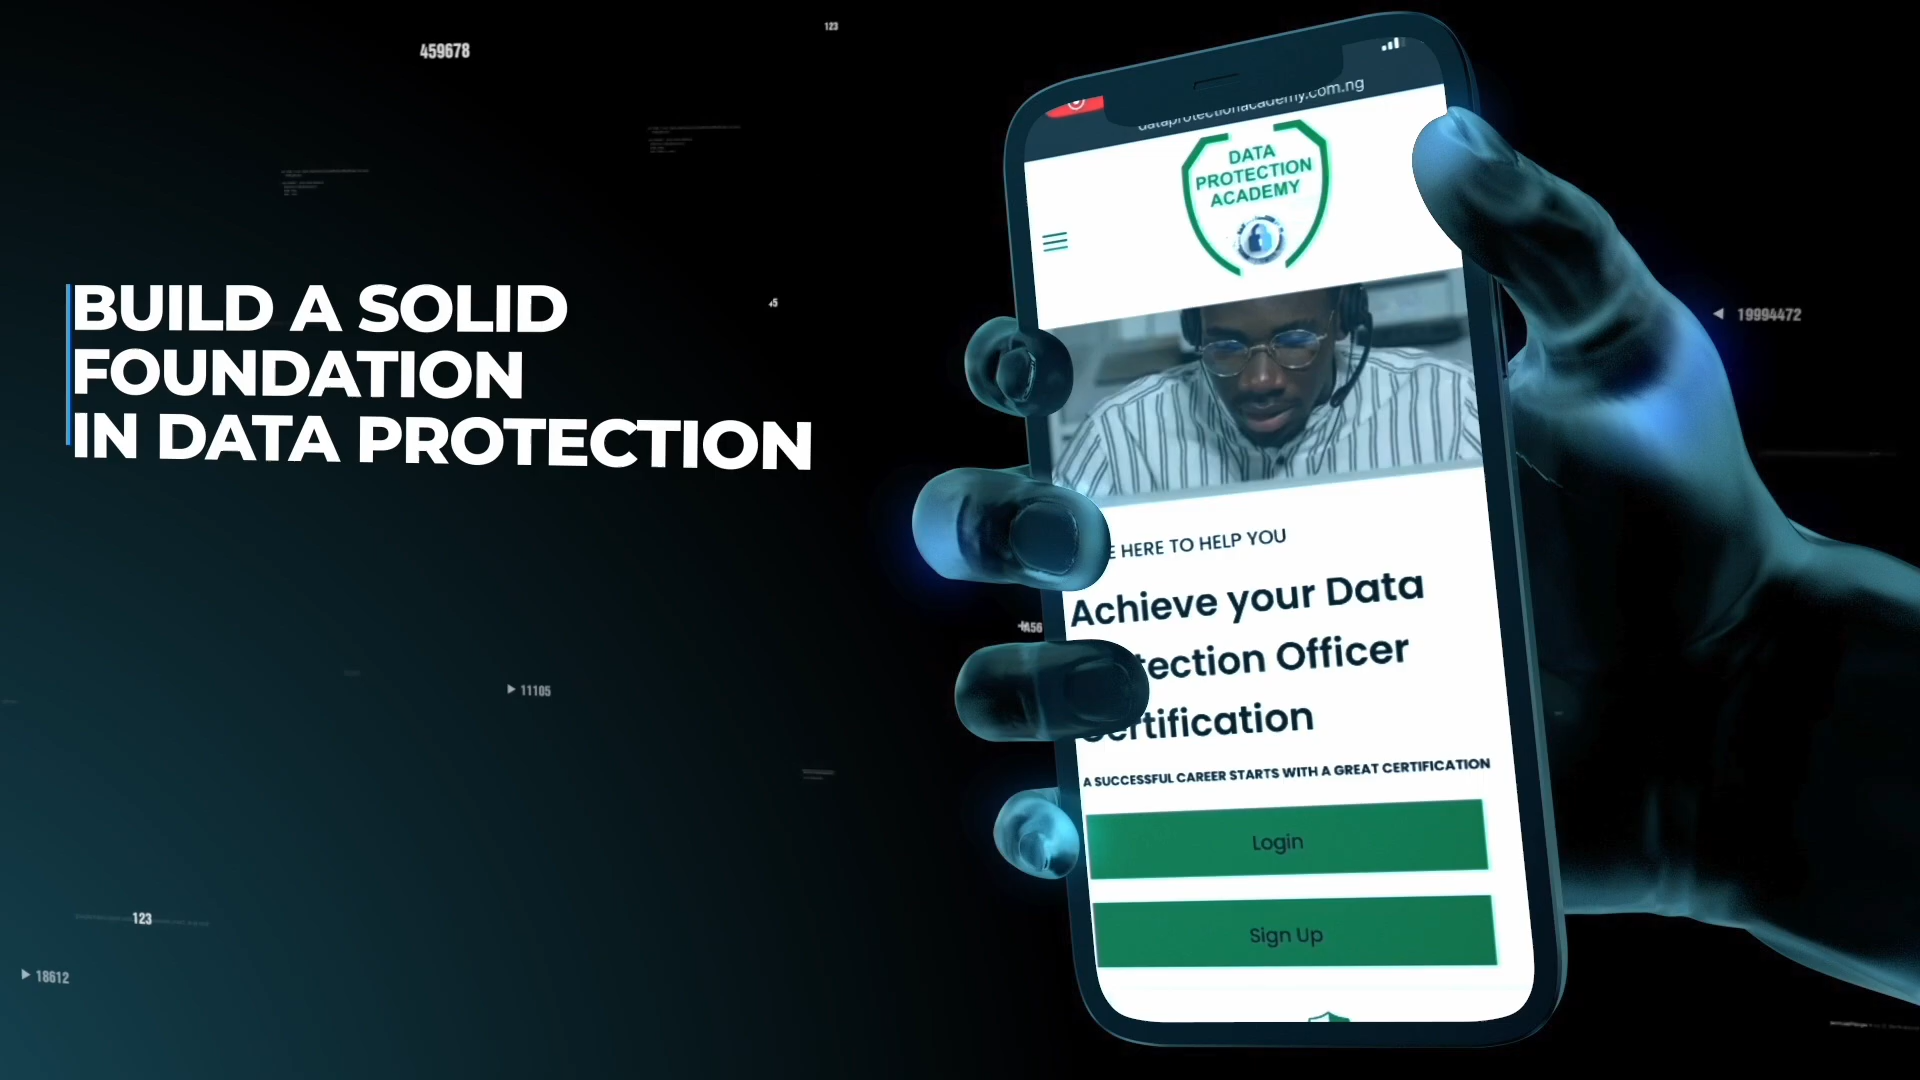 459678
123
BUILD A SOLID
FOUNDATION
IN DATA PROTECTION
11105
123
18612
19994472
dataprotectionacademy.com.ng
DATA
PROTECTION
ACADEMY
HERE TO HELP YOU
Achieve your Data
Officer
A SUCCESSFUL CAREER STARTS WITH A GREAT CERTIFICATION
Login
Sign Up